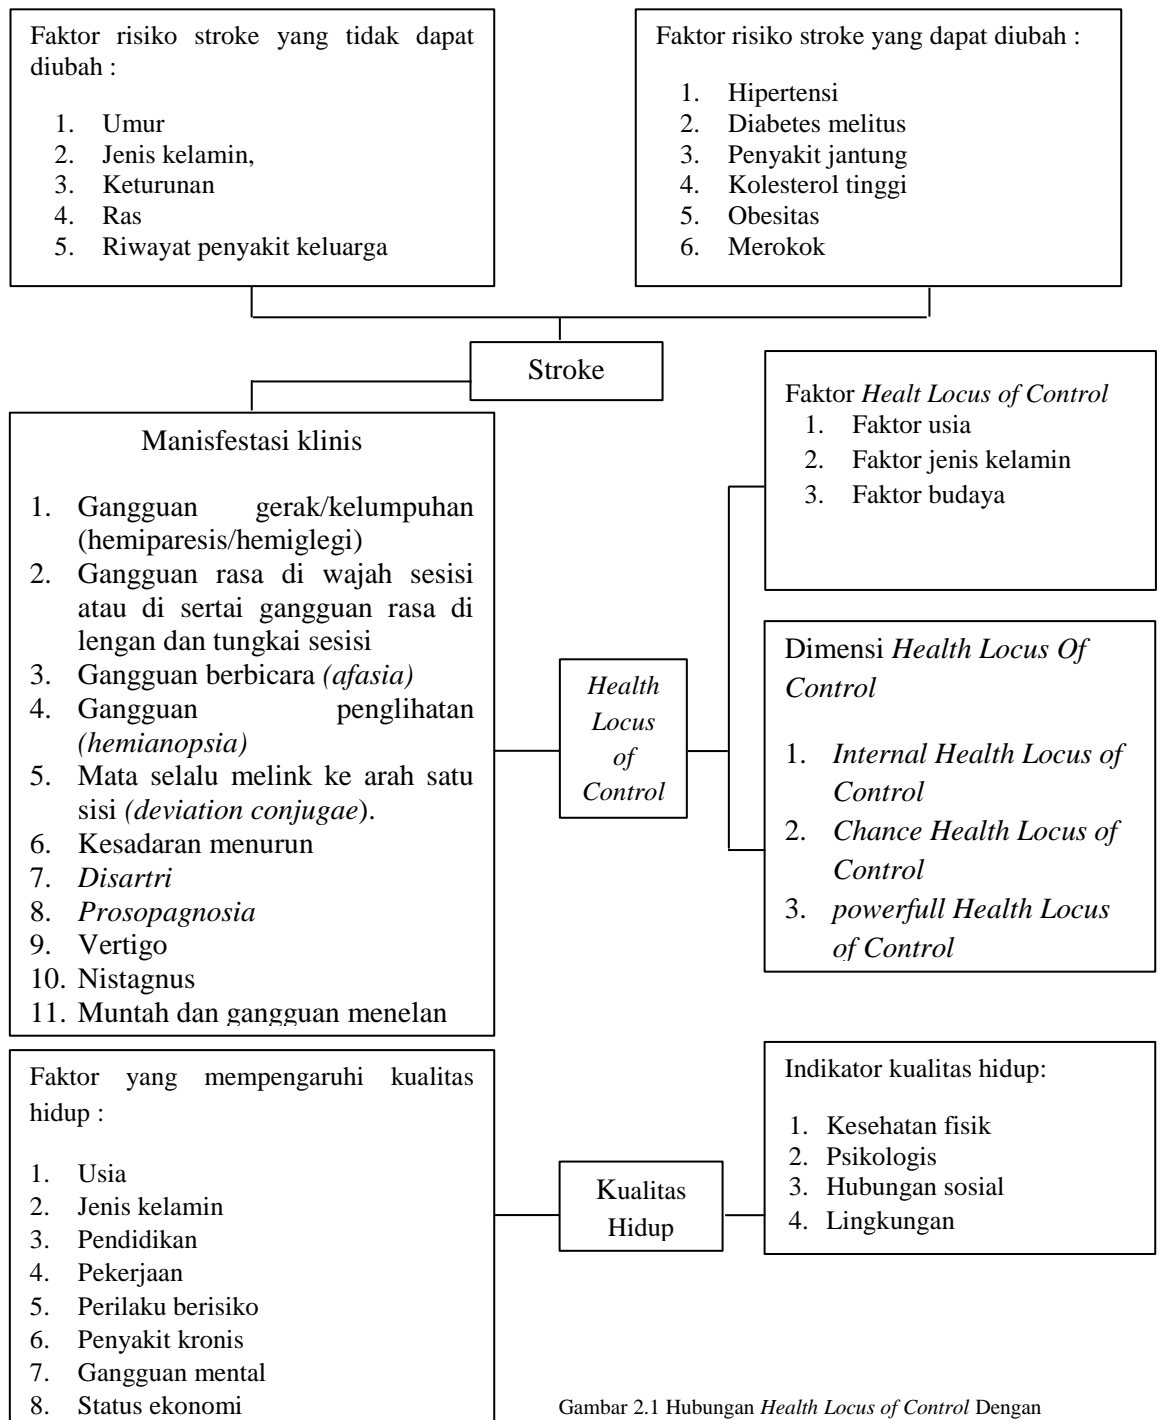 Faktor risiko stroke yang tidak dapat
diubah :
1. Umur
2. Jenis kelamin,
3. Keturunan
4. Ras
5. Riwayat penyakit keluarga
Faktor risiko stroke yang dapat diubah :
1. Hipertensi
2. Diabetes melitus
3. Penyakit jantung
4. Kolesterol tinggi
5. Obesitas
6. Merokok
Stroke
Manisfestasi klinis
1. Gangguan gerak/kelumpuhan
(hemiparesis/hemiglegi)
2. Gangguan rasa di wajah sesisi
atau di sertai gangguan rasa di
lengan dan tungkai sesisi
3. Gangguan berbicara (afasia)
4. Gangguan penglihatan
(hemianopsia)
5. Mata selalu melink ke arah satu
sisi (deviation conjugae).
6. Kesadaran menurun
7. Disartri
8. Prosopagnosia
9. Vertigo
10. Nistagnus
11. Muntah dan gangguan menelan
Health
Locus
of
Control
Faktor Healt Locus of Control
1. Faktor usia
2. Faktor jenis kelamin
3. Faktor budaya
Dimensi Health Locus Of
Control
1. Internal Health Locus of
Control
2. Chance Health Locus of
Control
3. powerfull Health Locus
of Control
Faktor yang mempengaruhi kualitas
hidup :
1. Usia
2. Jenis kelamin
3. Pendidikan
4. Pekerjaan
5. Perilaku berisiko
6. Penyakit kronis
7. Gangguan mental
8. Status ekonomi
Kualitas
Hidup
Indikator kualitas hidup:
1. Kesehatan fisik
2. Psikologis
3. Hubungan sosial
4. Lingkungan
Gambar 2.1 Hubungan Health Locus of Control Dengan